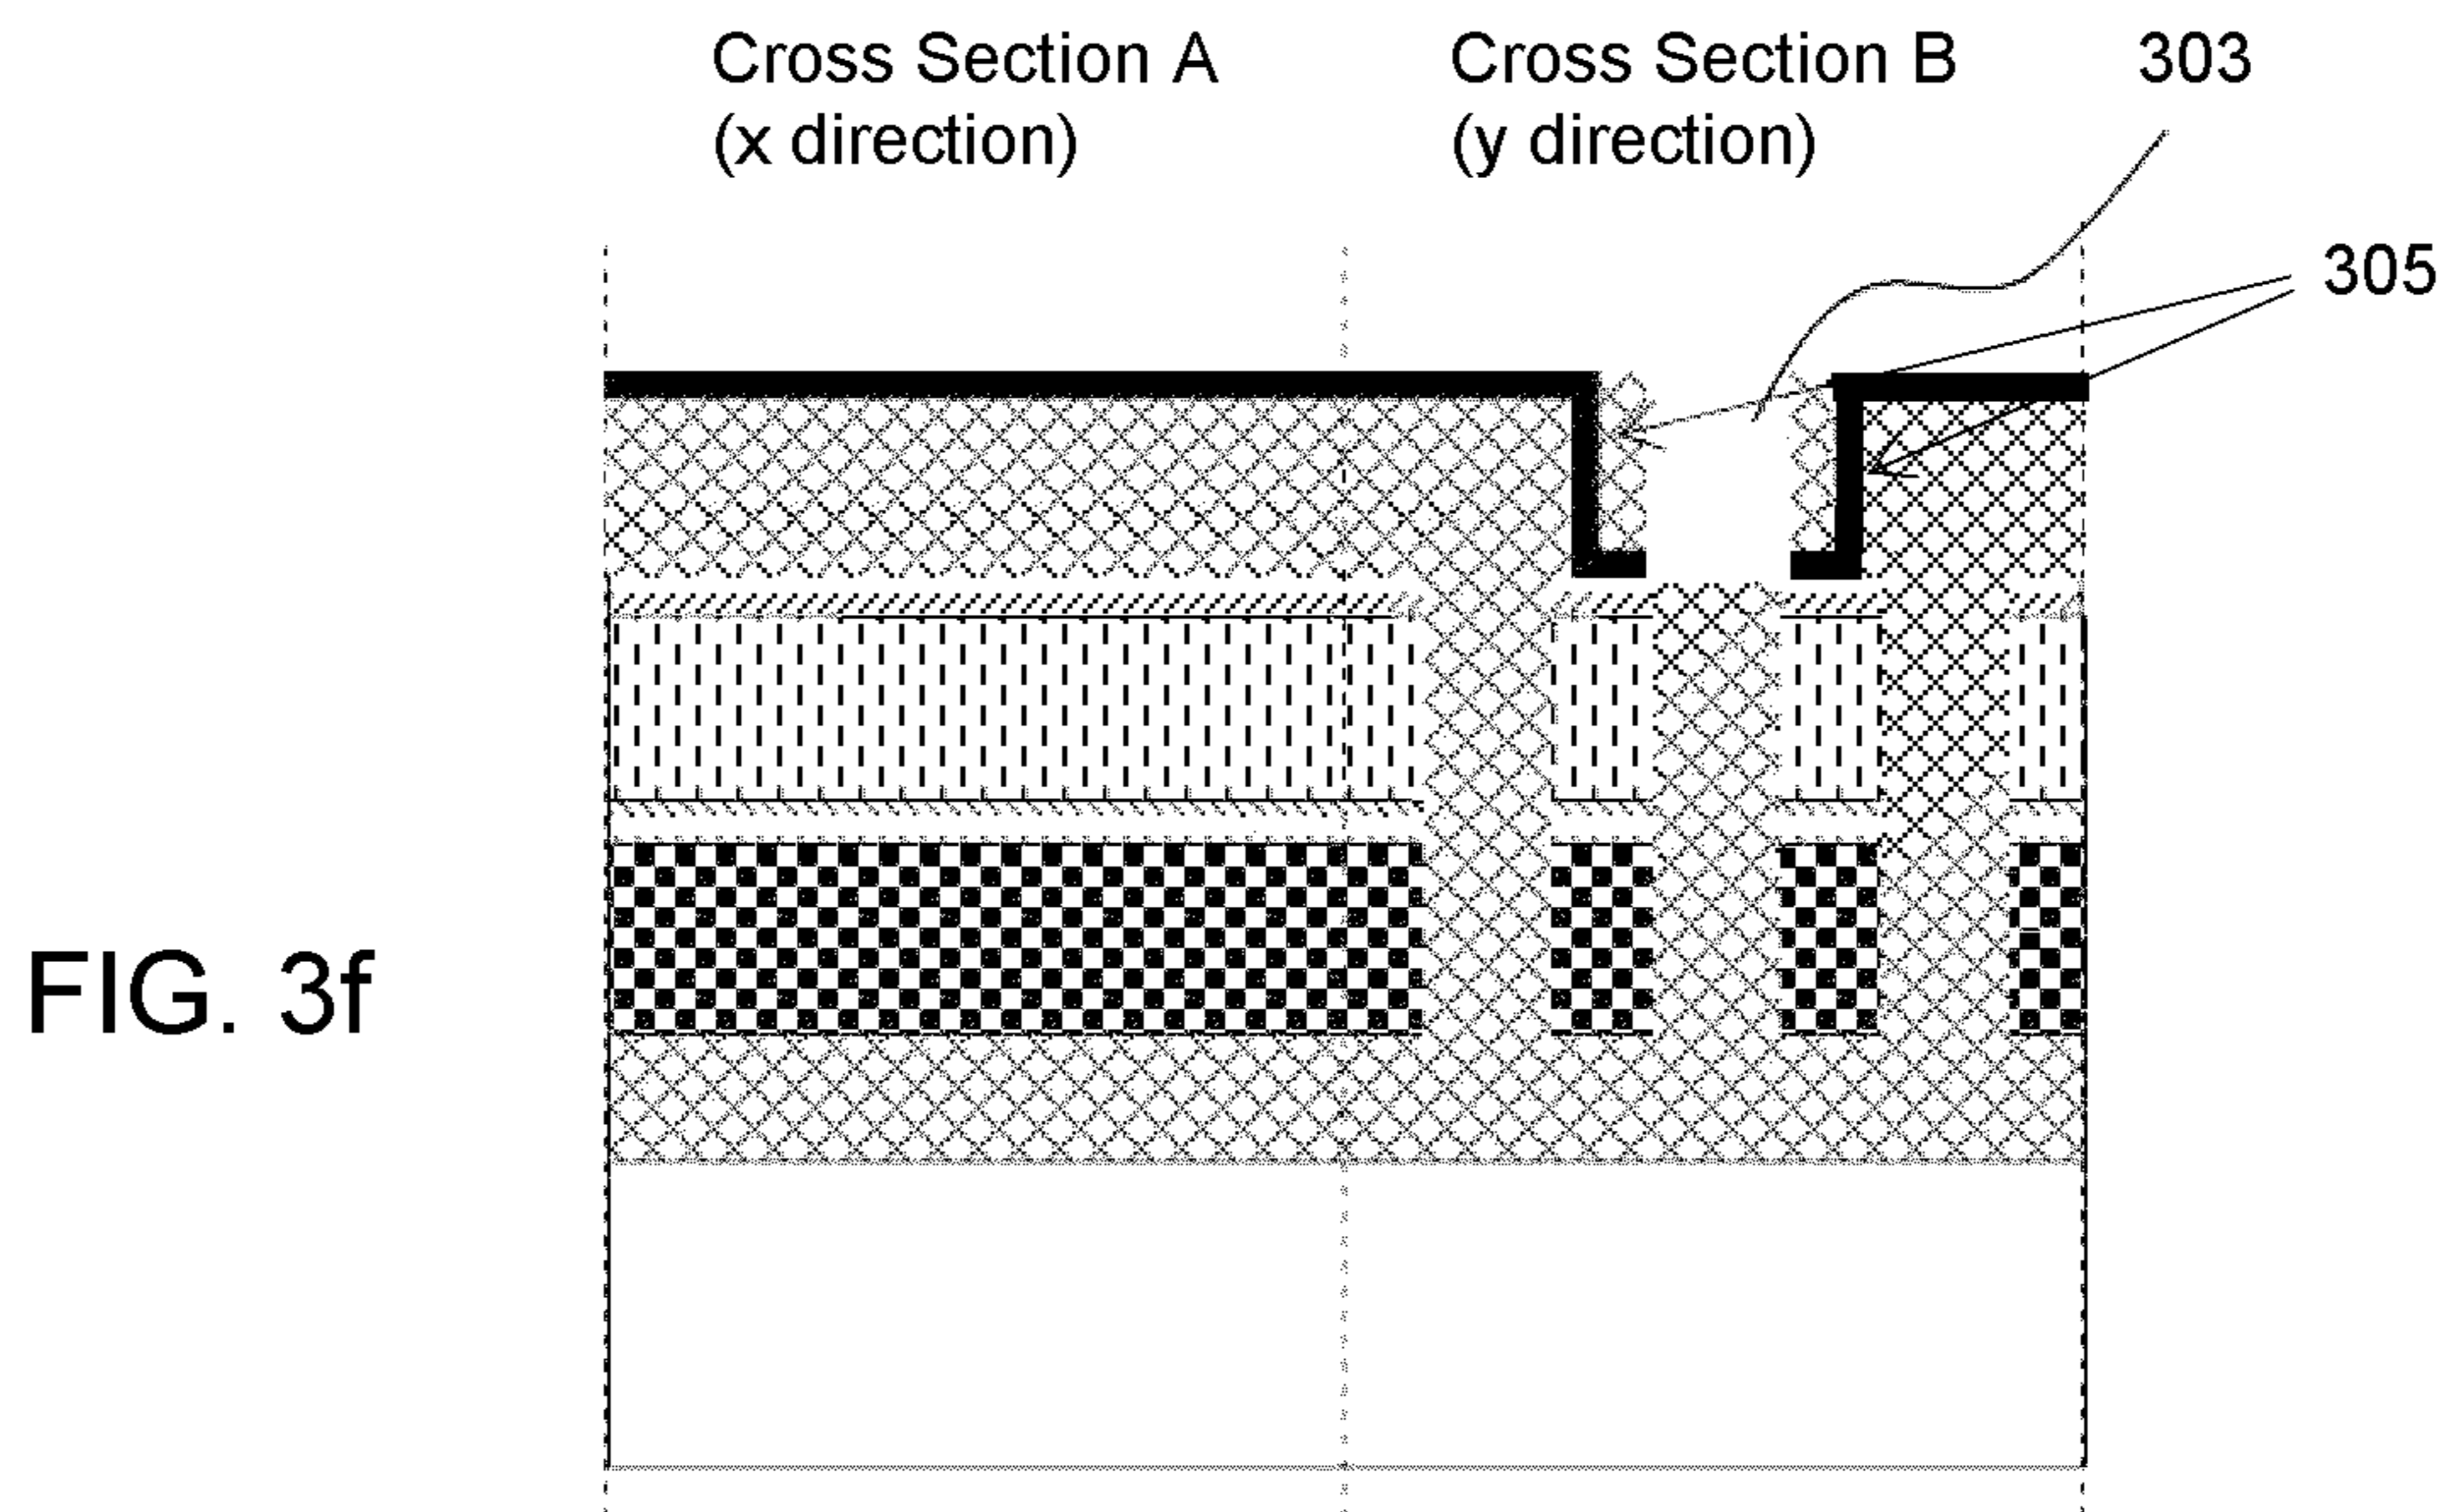 Cross Section A
(x direction)
Cross Section B
(y direction)
303
305
FIG. 3f